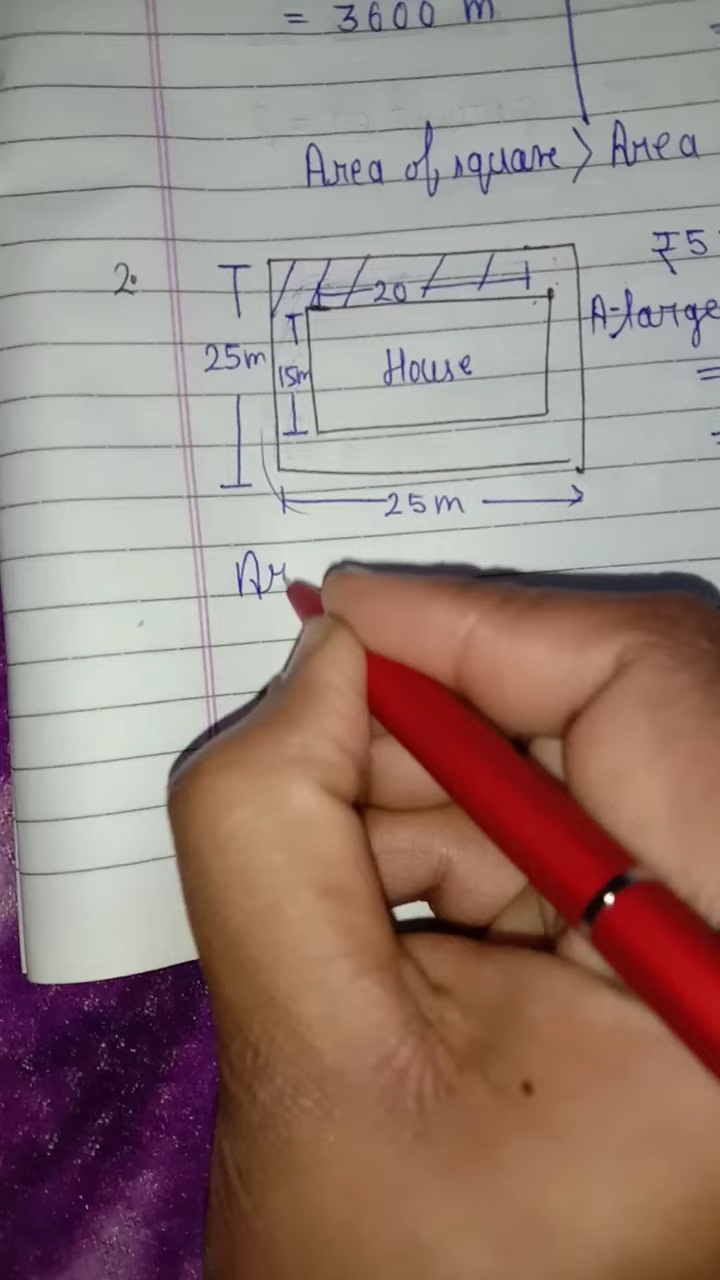 = 3600 m
Area of square > Area
2.
20
25m
15m
House
25m
₹5
A-large
=
=
Ar